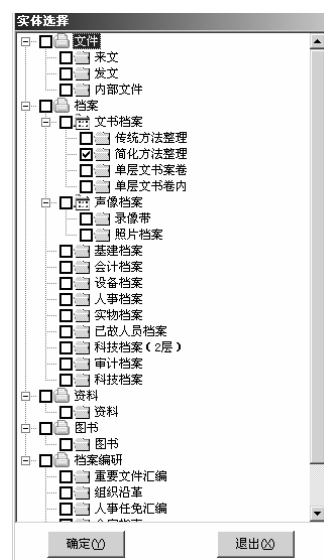 实体选择
文件
来文
发文
内部文件
档案
文书档案
传统方法整理
简化方法整理
单层文书案卷
单层文书卷内
声像档案
录像带
照片档案
基建档案
会计档案
设备档案
人事档案
实物档案
已故人员档案
科技档案(2层)
审计档案
科技档案
资料
资料
图书
图书
档案编研
重要文件汇编
组织沿革
人事任免汇编
确定(Y) 退出(X)